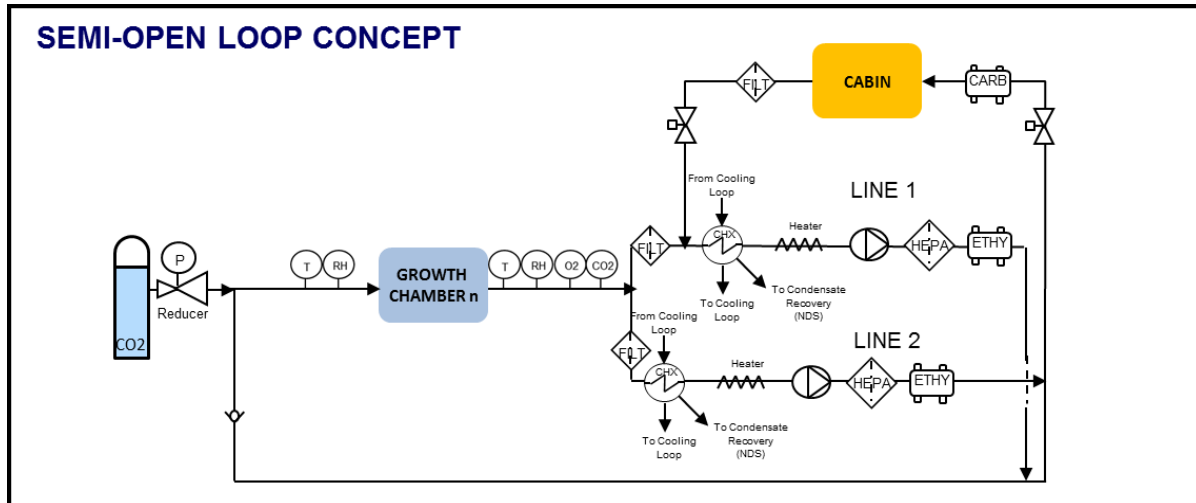 SEMI-OPEN LOOP CONCEPT
FILT
CABIN
CARB
From Cooling
Loop
LINE 1
Heater
CHX
FILT
HEPA
ETHY
P
Reducer
CO2
T
RH
GROWTH
CHAMBER n
T
RH
O2
CO2
To Cooling
Loop
To Condensate
Recovery
(NDS)
From Cooling
Loop
LINE 2
FILT
CHX
Heater
HEPA
ETHY
To Cooling
Loop
To Condensate
Recovery
(NDS)